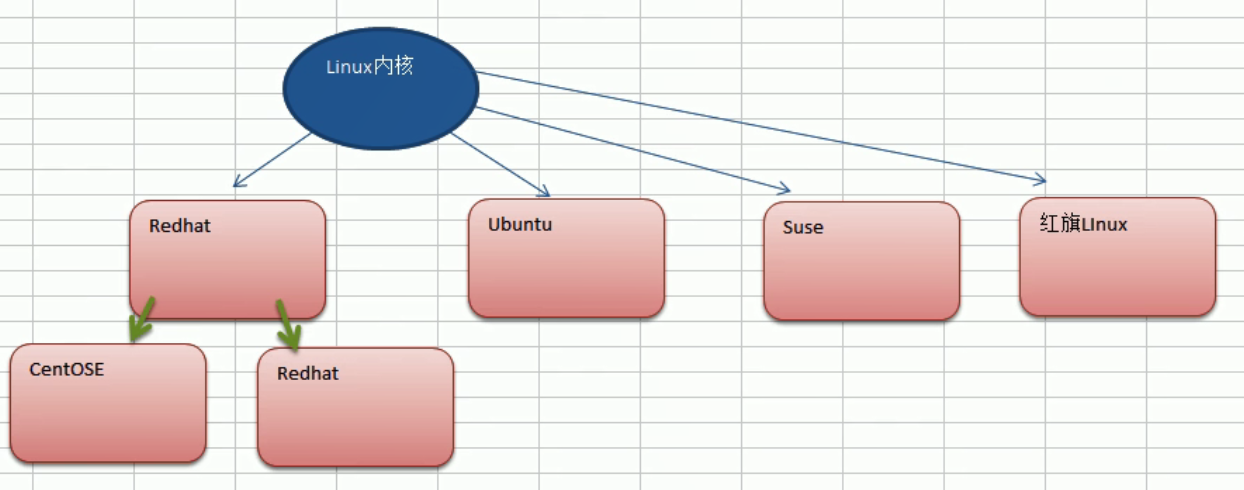 Linux内核
Redhat
Ubuntu
Suse
红旗LInux
CentOSE
Redhat